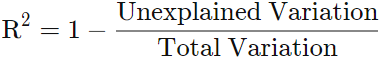 R² = 1 − Unexplained Variation / Total Variation